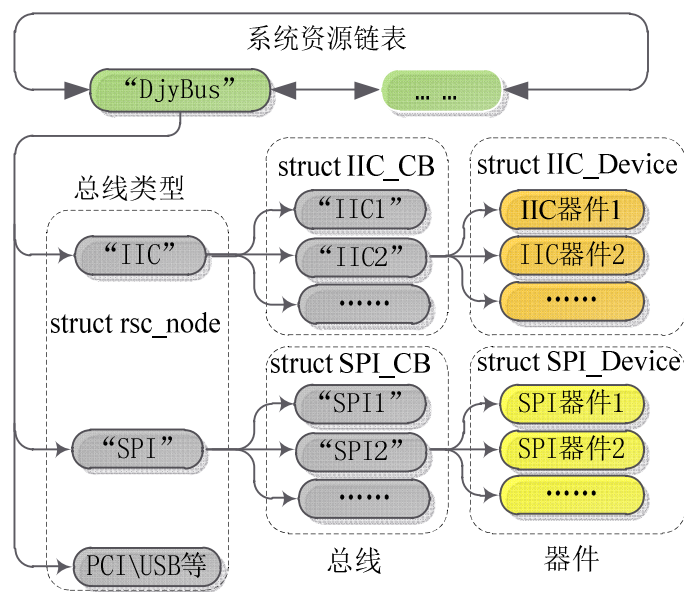 系统资源链表
“DjyBus”
... ...
总线类型
struct IIC_CB
struct IIC_Device
“IIC1”
IIC器件1
“IIC”
“IIC2”
IIC器件2
……
……
struct rsc_node
struct SPI_CB
struct SPI_Device
“SPI1”
SPI器件1
“SPI”
“SPI2”
SPI器件2
……
……
PCI\USB等
总线
器件